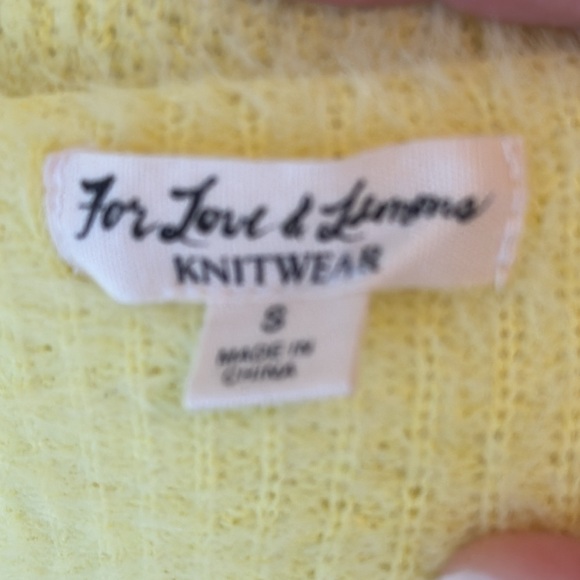 For Love & Lemons
KNITWEAR
S
MADE IN
CHINA